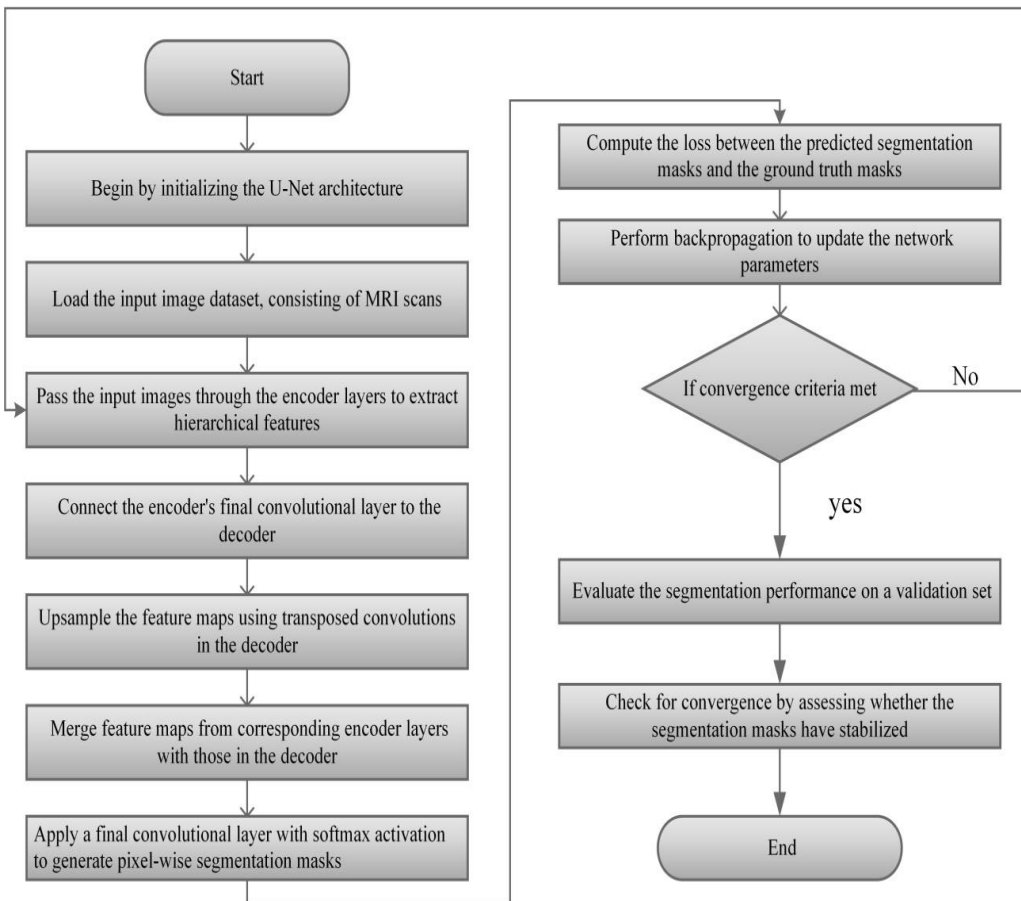 Start
Begin by initializing the U-Net architecture
Load the input image dataset, consisting of MRI scans
Pass the input images through the encoder layers to extract
hierarchical features
Connect the encoder's final convolutional layer to the
decoder
Upsample the feature maps using transposed convolutions
in the decoder
Merge feature maps from corresponding encoder layers
with those in the decoder
Apply a final convolutional layer with softmax activation
to generate pixel-wise segmentation masks
Compute the loss between the predicted segmentation
masks and the ground truth masks
Perform backpropagation to update the network
parameters
If convergence criteria met
No
yes
Evaluate the segmentation performance on a validation set
Check for convergence by assessing whether the
segmentation masks have stabilized
End